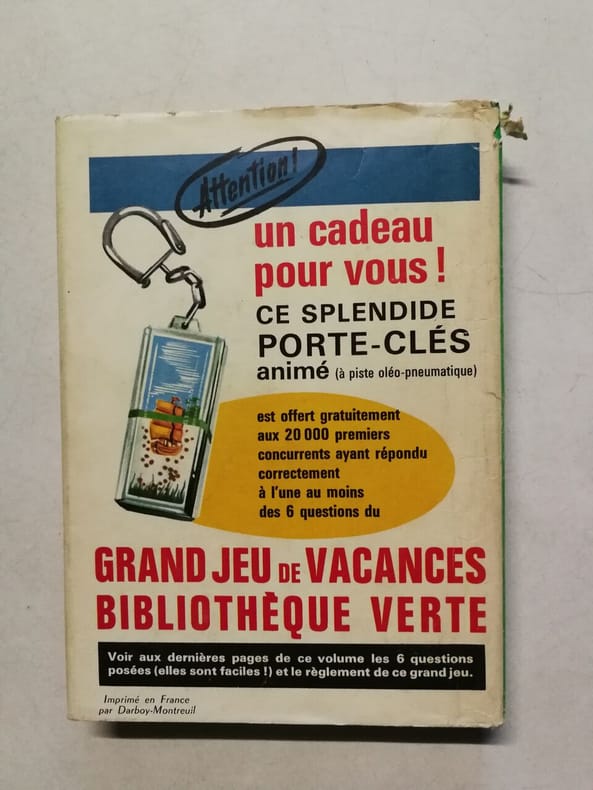 Attention!
un cadeau
pour vous !
CE SPLENDIDE
PORTE-CLÉS
animé (à piste oléo-pneumatique)
est offert gratuitement
aux 20 000 premiers
concurrents ayant répondu
correctement
à l'une au moins
des 6 questions du
GRAND JEU DE VACANCES
BIBLIOTHÈQUE VERTE
Voir aux dernières pages de ce volume les 6 questions
posées (elles sont faciles !) et le règlement de ce grand jeu.
Imprimé en France
par Darboy-Montreuil